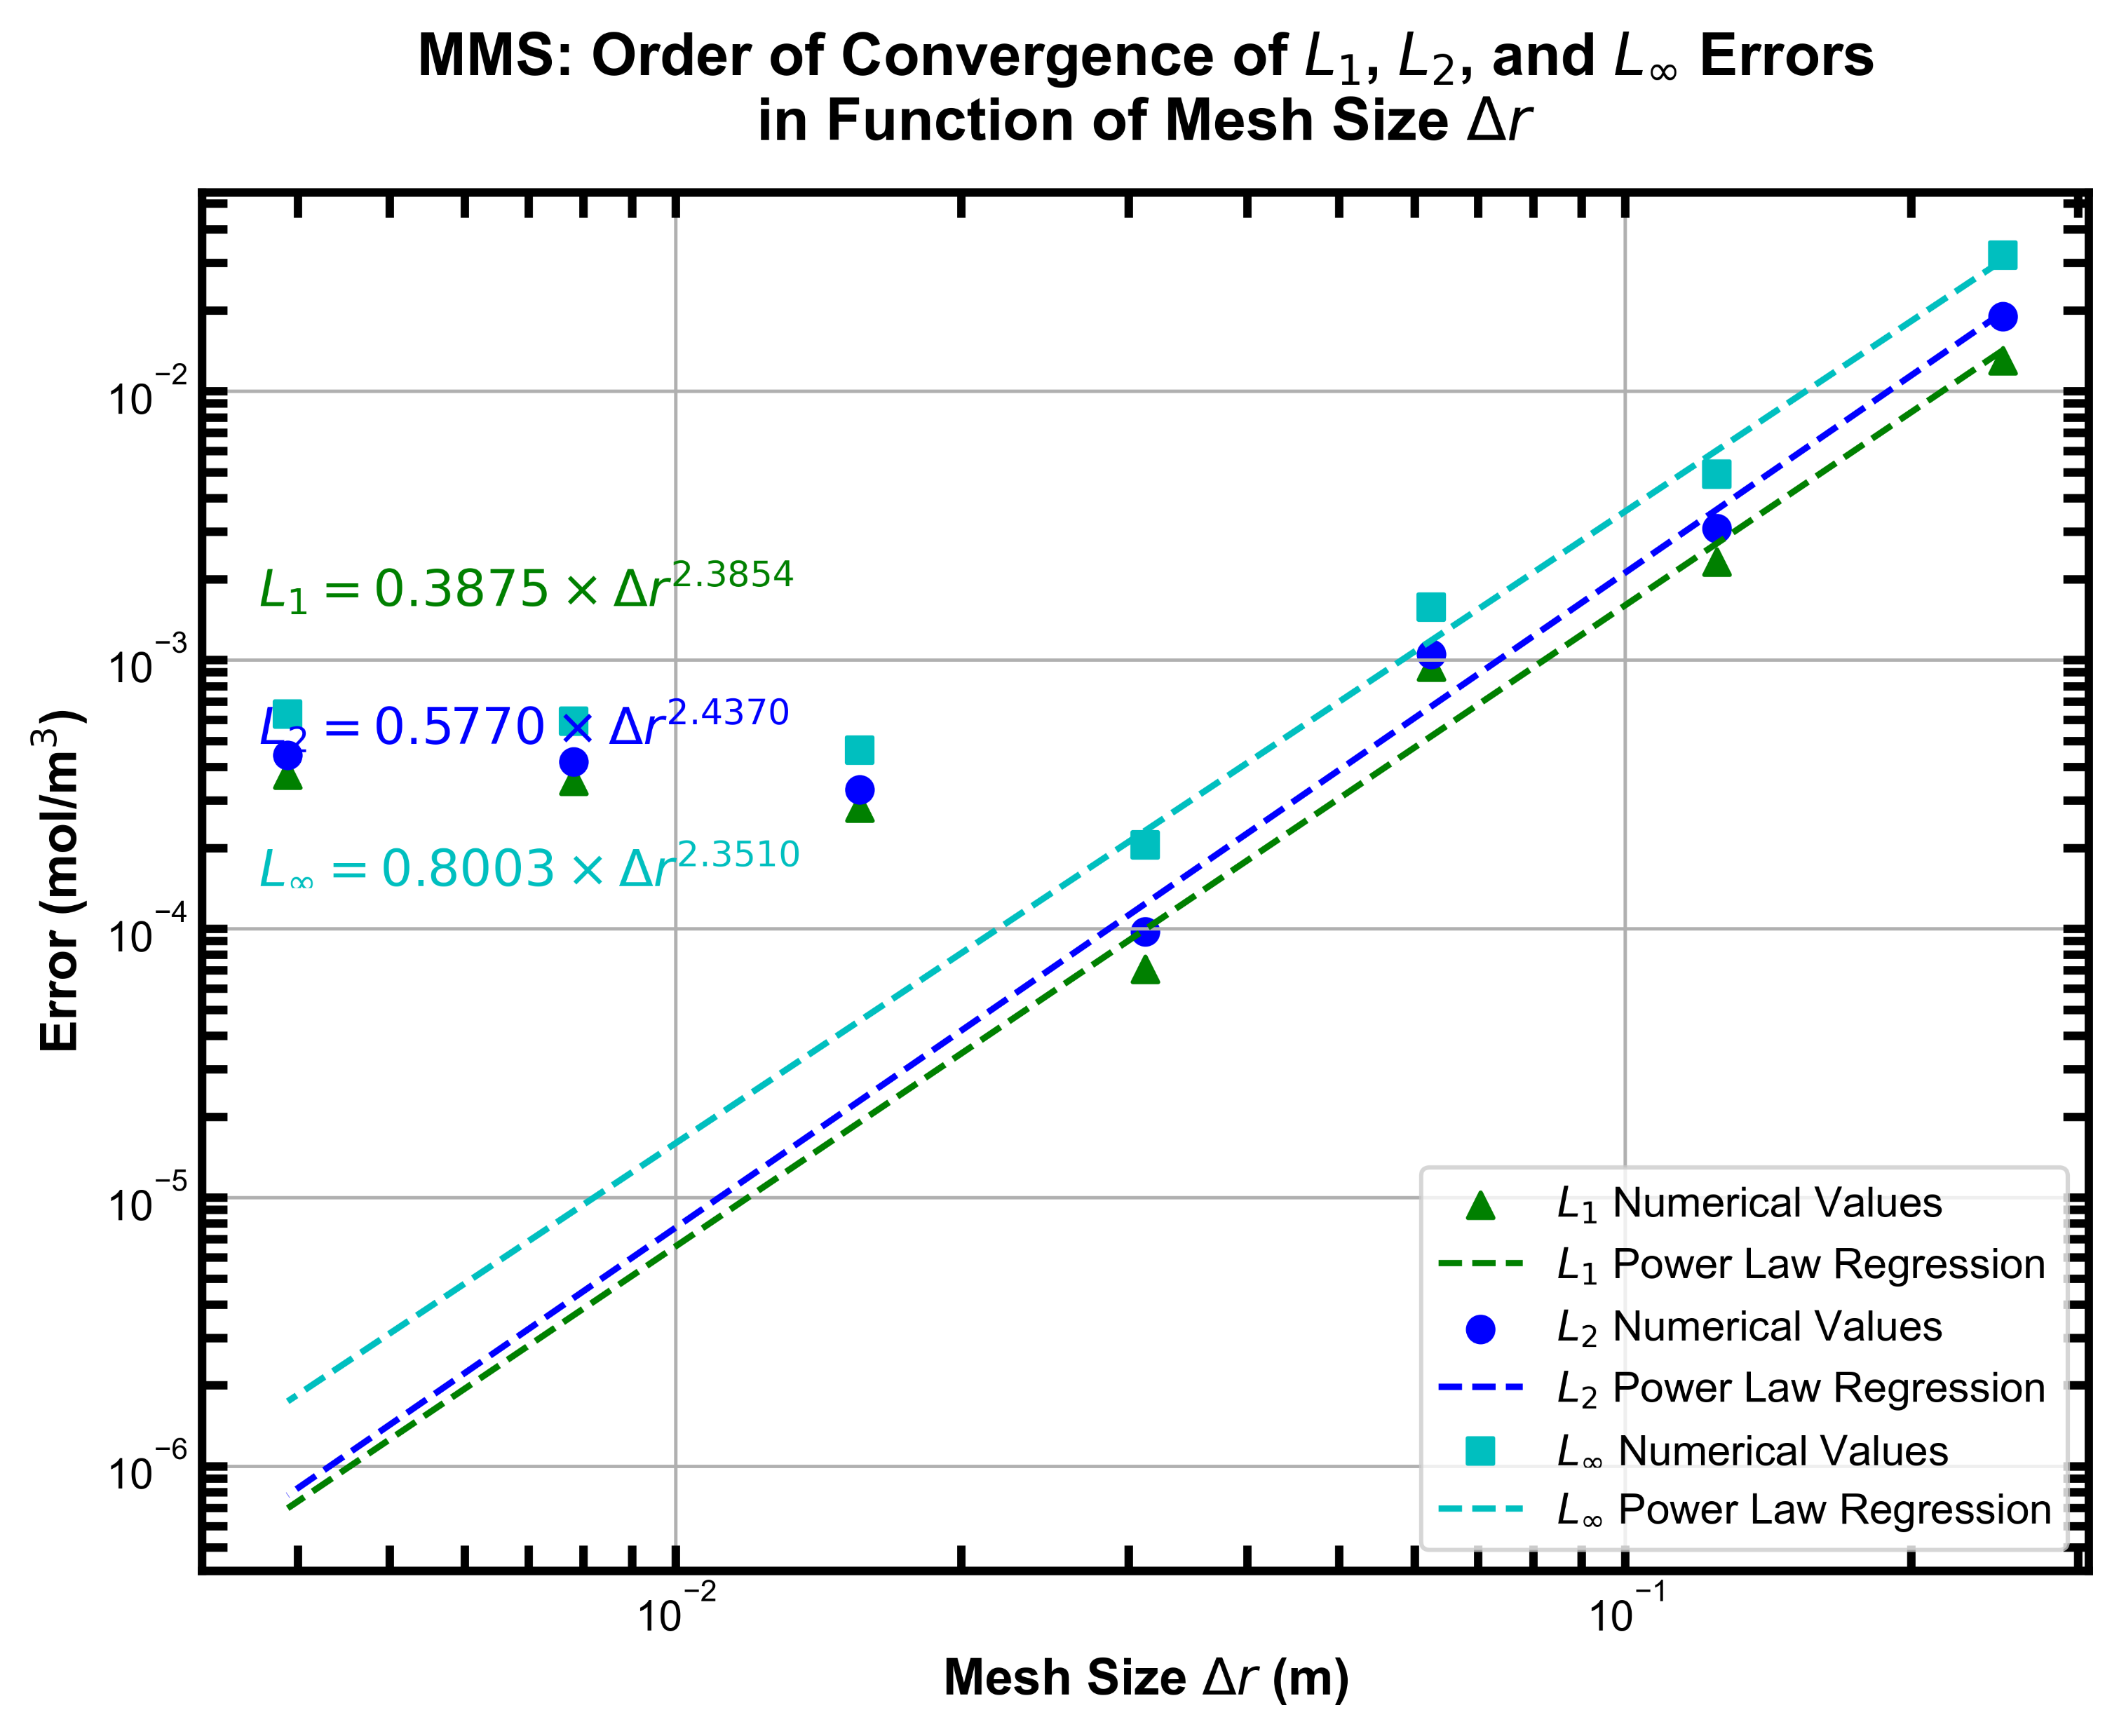 MMS: Order of Convergence of L₁, L₂, and L∞ Errors
in Function of Mesh Size Δr
Error (mol/m³)
10⁻²
10⁻³
10⁻⁴
10⁻⁵
10⁻⁶
L₁ = 0.3875 × Δr^2.3854
L₂ = 0.5770 × Δr^2.4370
L∞ = 0.8003 × Δr^2.3510
L₁ Numerical Values
L₁ Power Law Regression
L₂ Numerical Values
L₂ Power Law Regression
L∞ Numerical Values
L∞ Power Law Regression
10⁻² 10⁻¹
Mesh Size Δr (m)